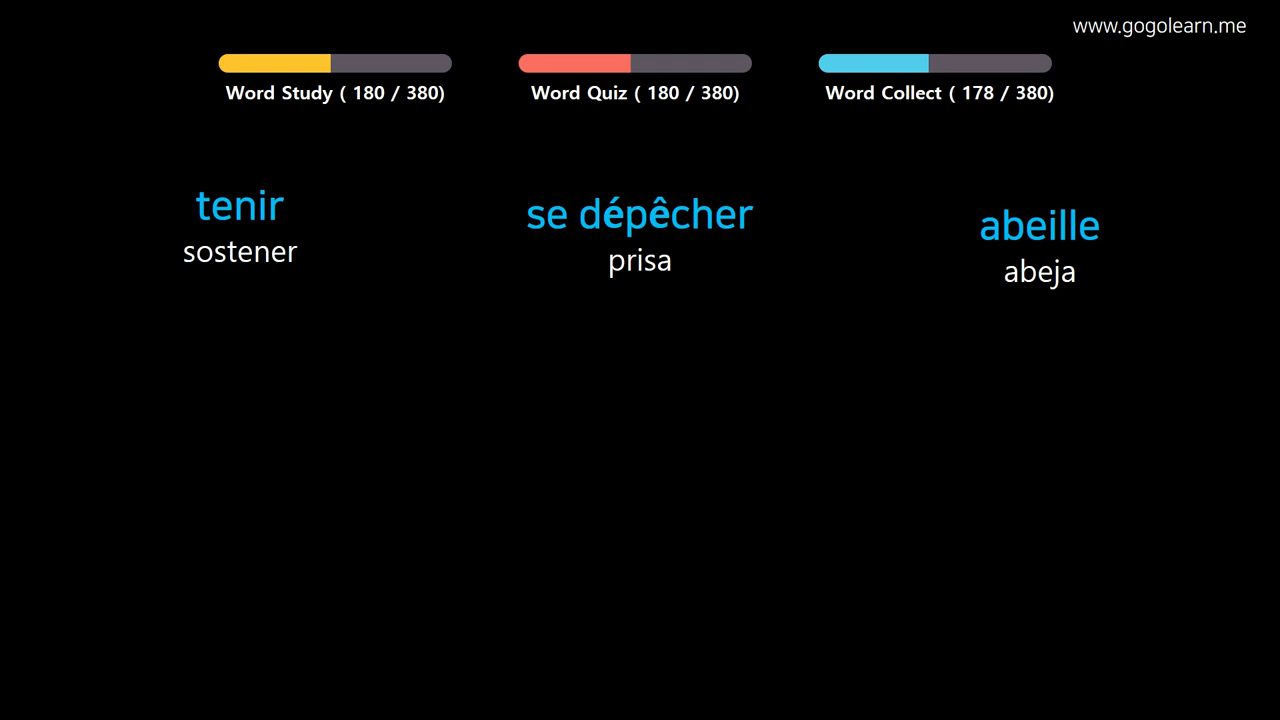 www.gogolearn.me
Word Study ( 180 / 380)
Word Quiz ( 180 / 380)
Word Collect ( 178 / 380)
tenir
sostener
se dépêcher
prisa
abeille
abeja